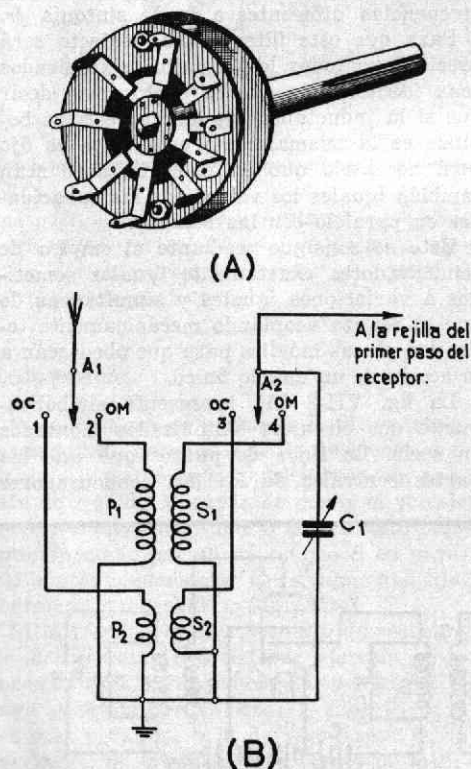 (A)
A1
A2
A la rejilla del
primer paso del
receptor.
OC
OM
OC
OM
1
2
3
4
P1
S1
C1
P2
S2
(B)